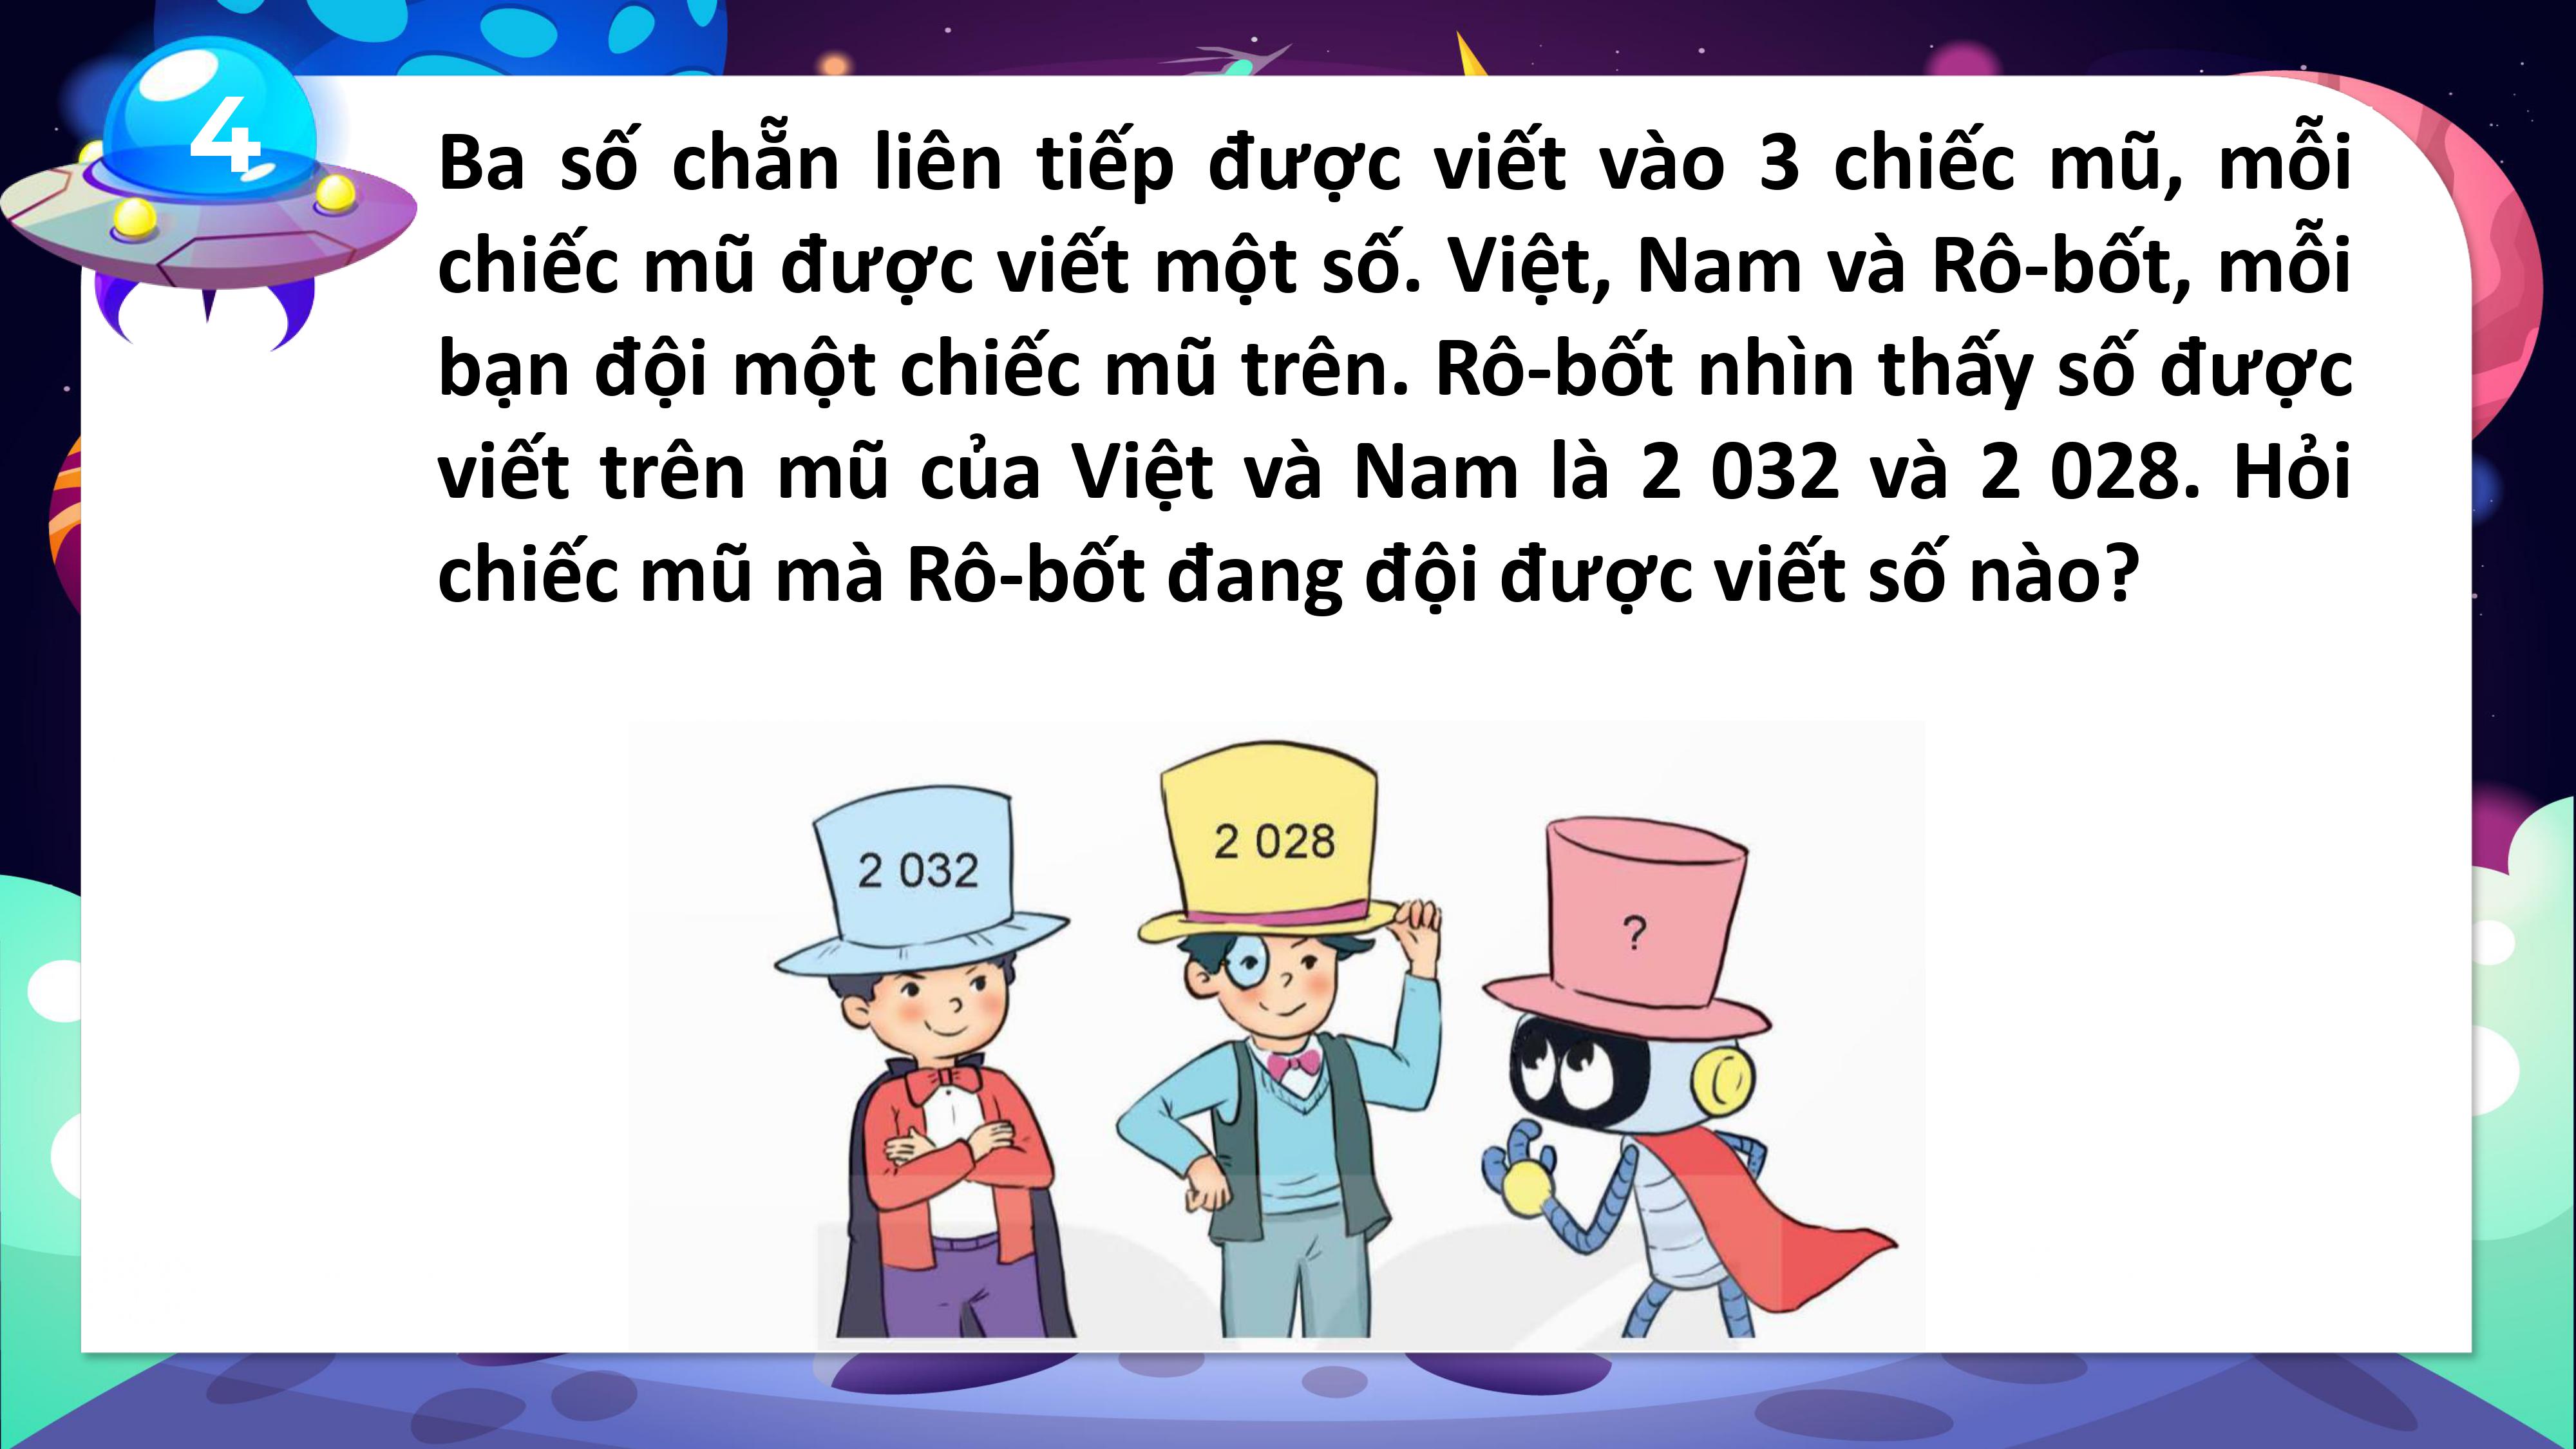 4
Ba số chẵn liên tiếp được viết vào 3 chiếc mũ, mỗi
chiếc mũ được viết một số. Việt, Nam và Rô-bốt, mỗi
bạn đội một chiếc mũ trên. Rô-bốt nhìn thấy số được
viết trên mũ của Việt và Nam là 2 032 và 2 028. Hỏi
chiếc mũ mà Rô-bốt đang đội được viết số nào?
2 032
2 028
?